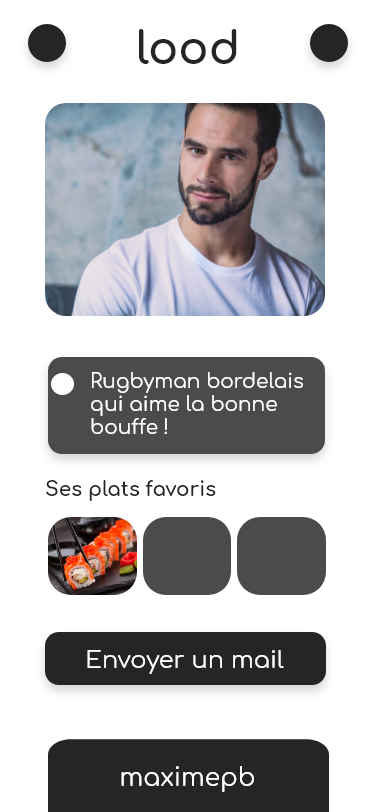 lood
Rugbyman bordelais
qui aime la bonne
bouffe !
Ses plats favoris
Envoyer un mail
maximepb